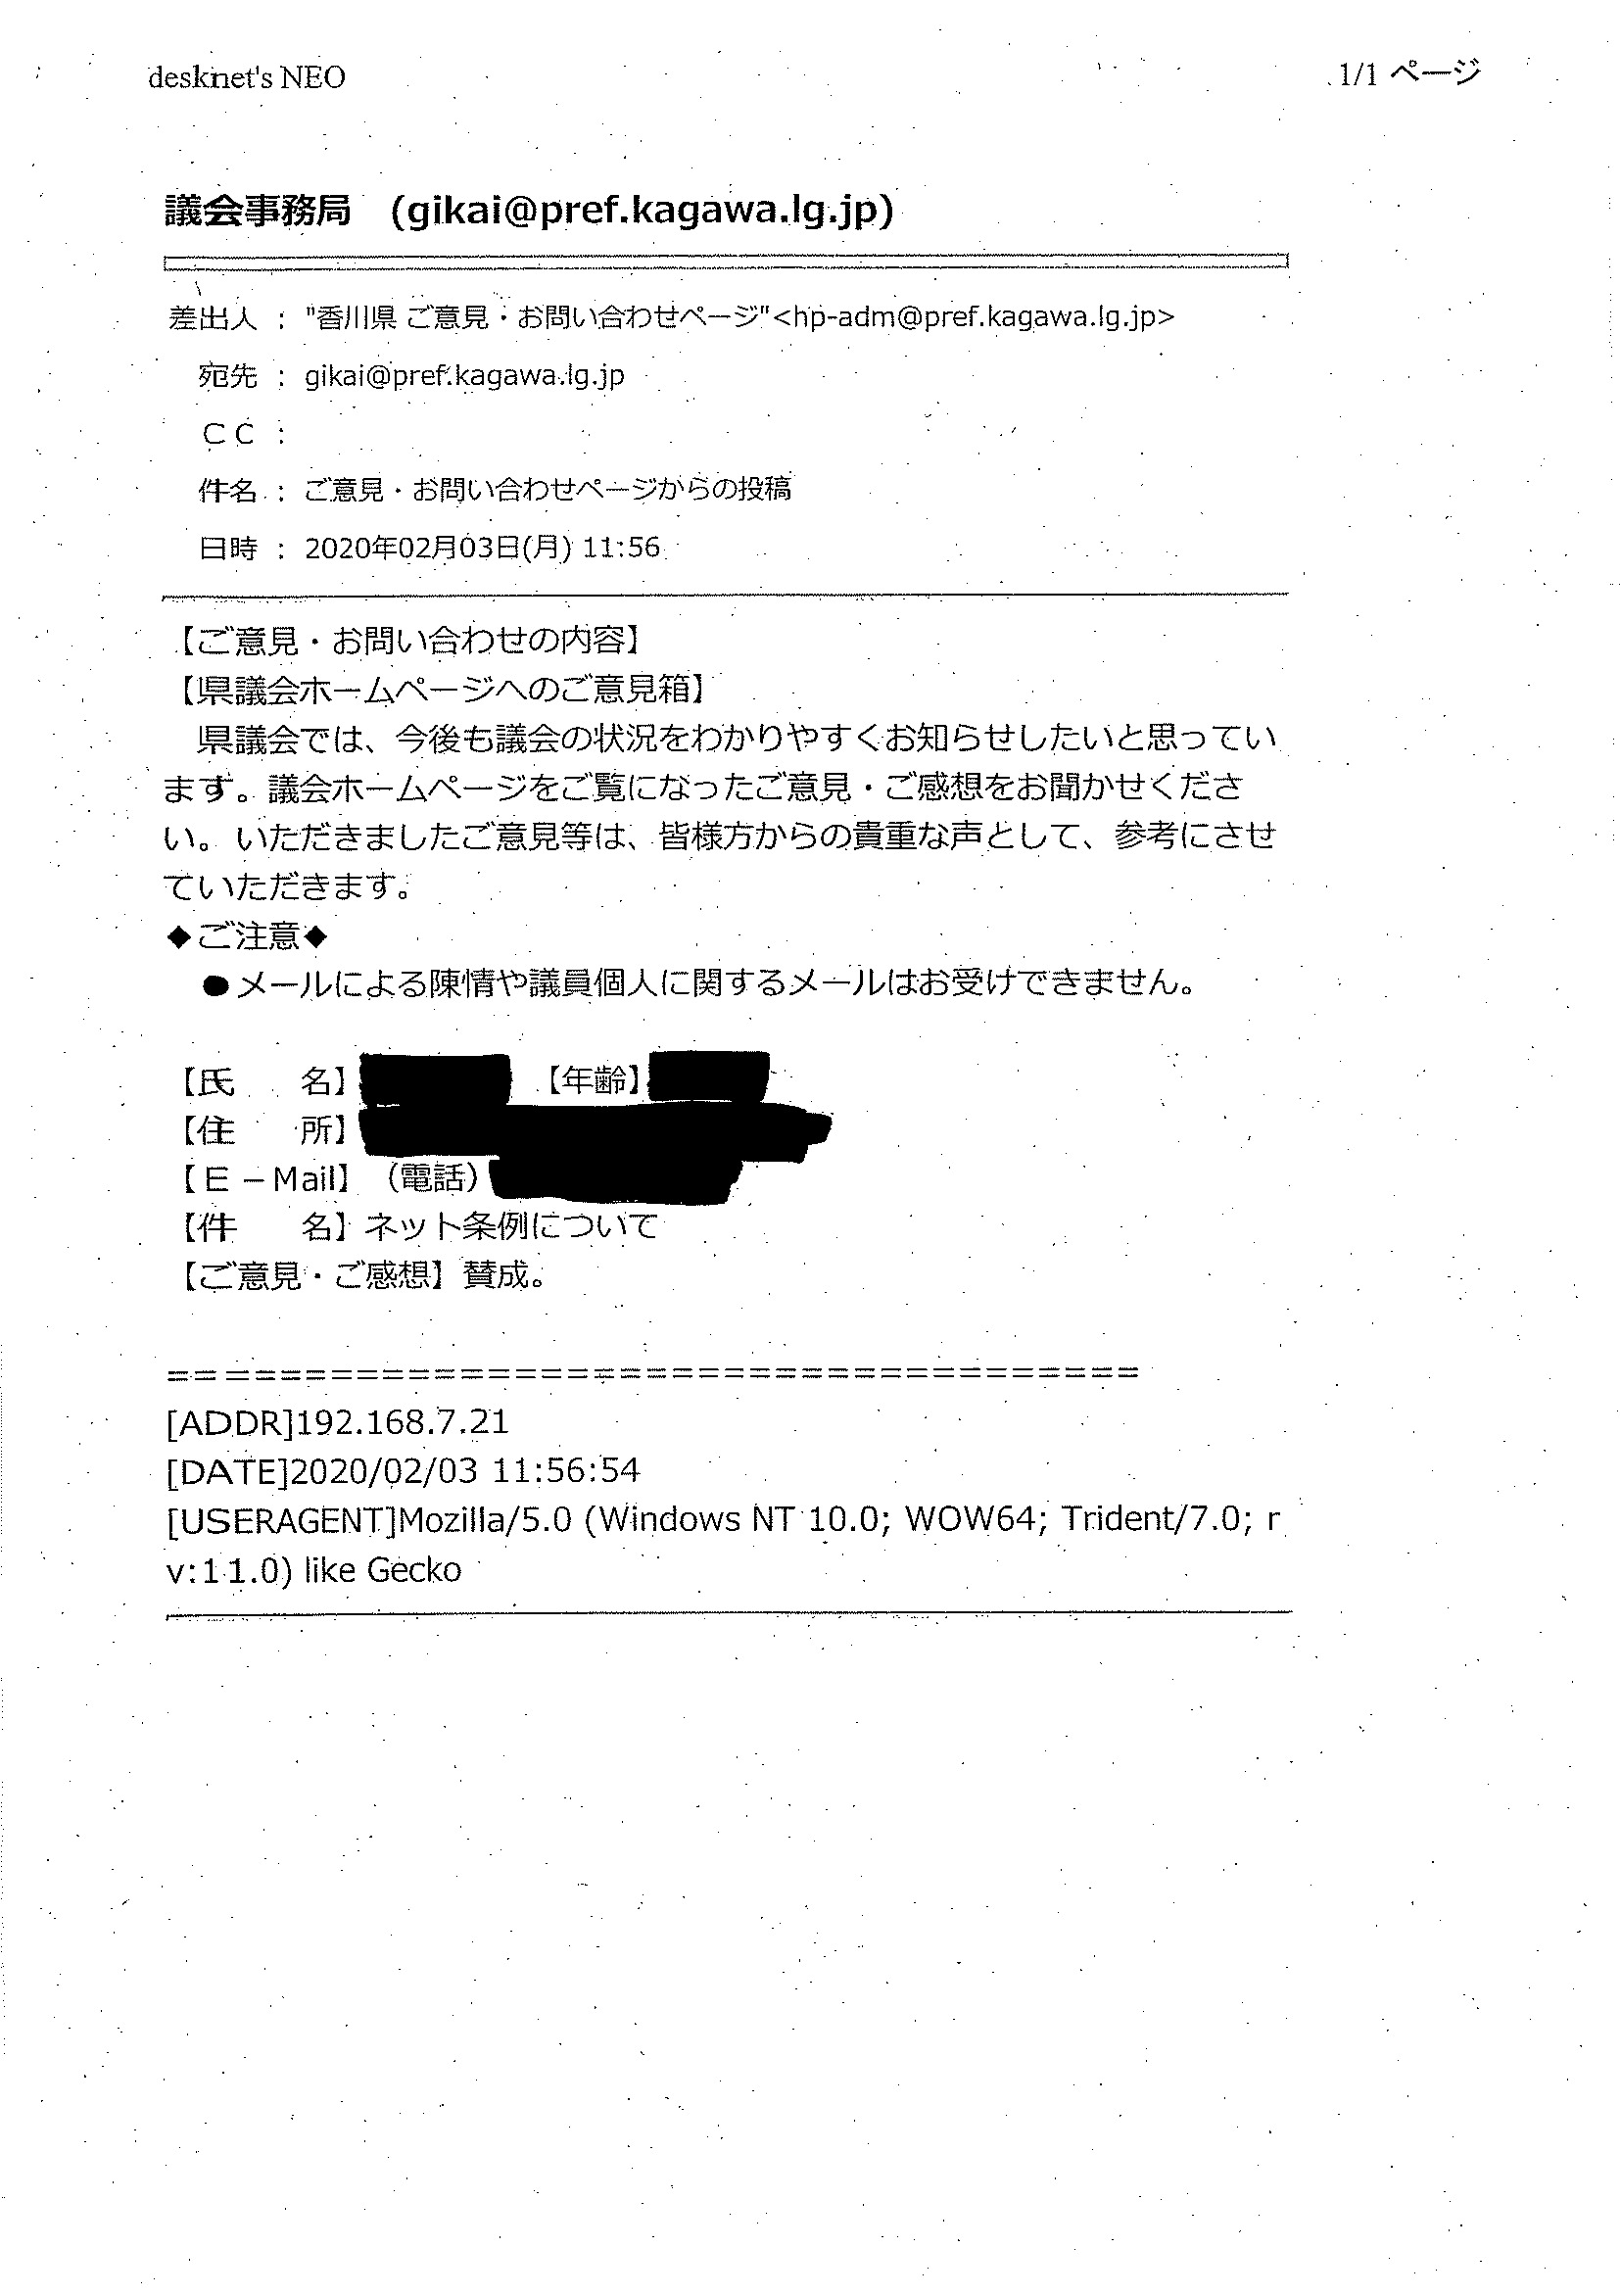 desknet's NEO
1/1 ページ
議会事務局 (gikai@pref.kagawa.lg.jp)
差出人 : "香川県 ご意見・お問い合わせページ"<hp-adm@pref.kagawa.lg.jp>
宛先 : gikai@pref.kagawa.lg.jp
ＣＣ :
件名 : ご意見・お問い合わせページからの投稿
日時 : 2020年02月03日(月) 11:56
【ご意見・お問い合わせの内容】
【県議会ホームページへのご意見箱】
県議会では、今後も議会の状況をわかりやすくお知らせしたいと思ってい
ます。議会ホームページをご覧になったご意見・ご感想をお聞かせくださ
い。いただきましたご意見等は、皆様方からの貴重な声として、参考にさせ
ていただきます。
◆ご注意◆
●メールによる陳情や議員個人に関するメールはお受けできません。
【氏　　名】　【年齢】
【住　　所】
【Ｅ－Mail】（電話）
【件　　名】ネット条例について
【ご意見・ご感想】賛成。
=====================================
[ADDR]192.168.7.21
[DATE]2020/02/03 11:56:54
[USERAGENT]Mozilla/5.0 (Windows NT 10.0; WOW64; Trident/7.0; r
v:11.0) like Gecko